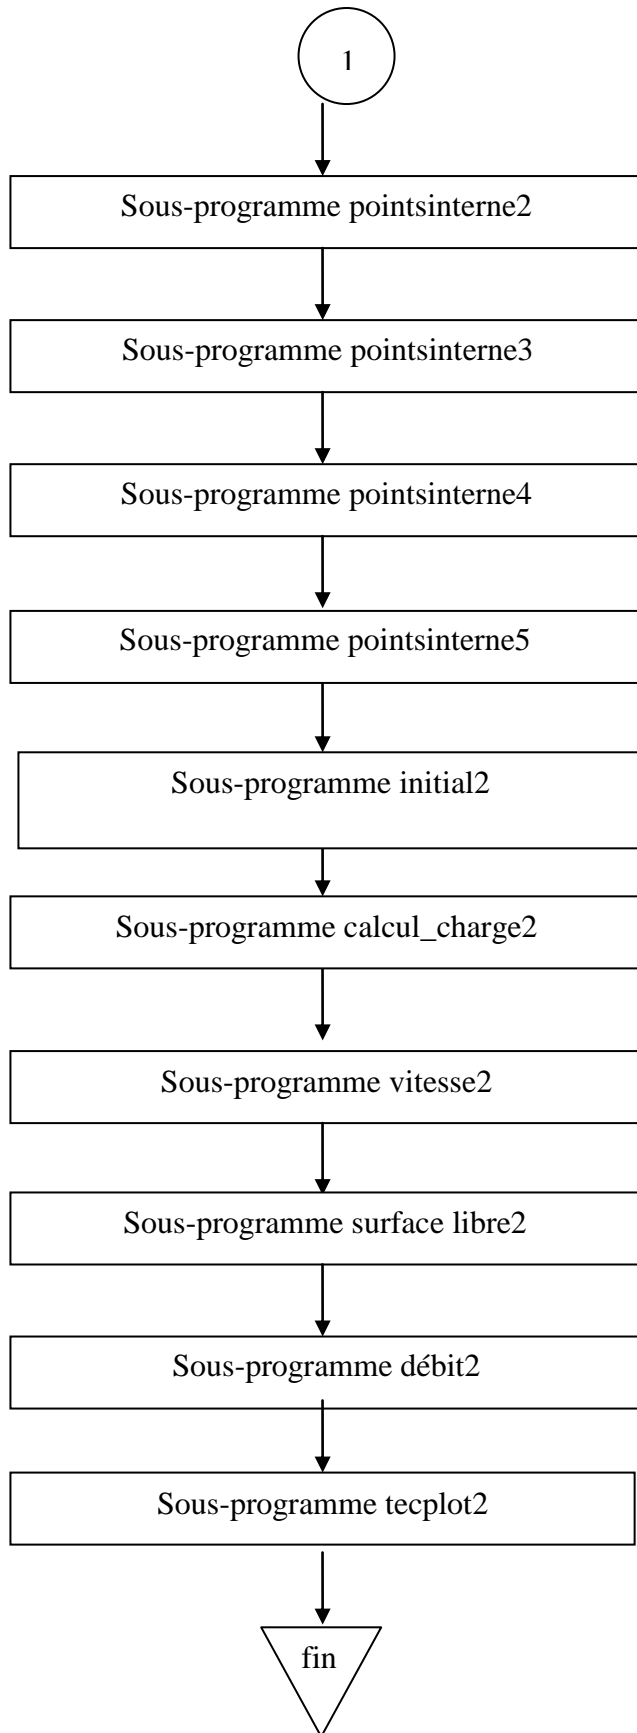 1
Sous-programme pointsinterne2
Sous-programme pointsinterne3
Sous-programme pointsinterne4
Sous-programme pointsinterne5
Sous-programme initial2
Sous-programme calcul_charge2
Sous-programme vitesse2
Sous-programme surface libre2
Sous-programme débit2
Sous-programme tecplot2
fin